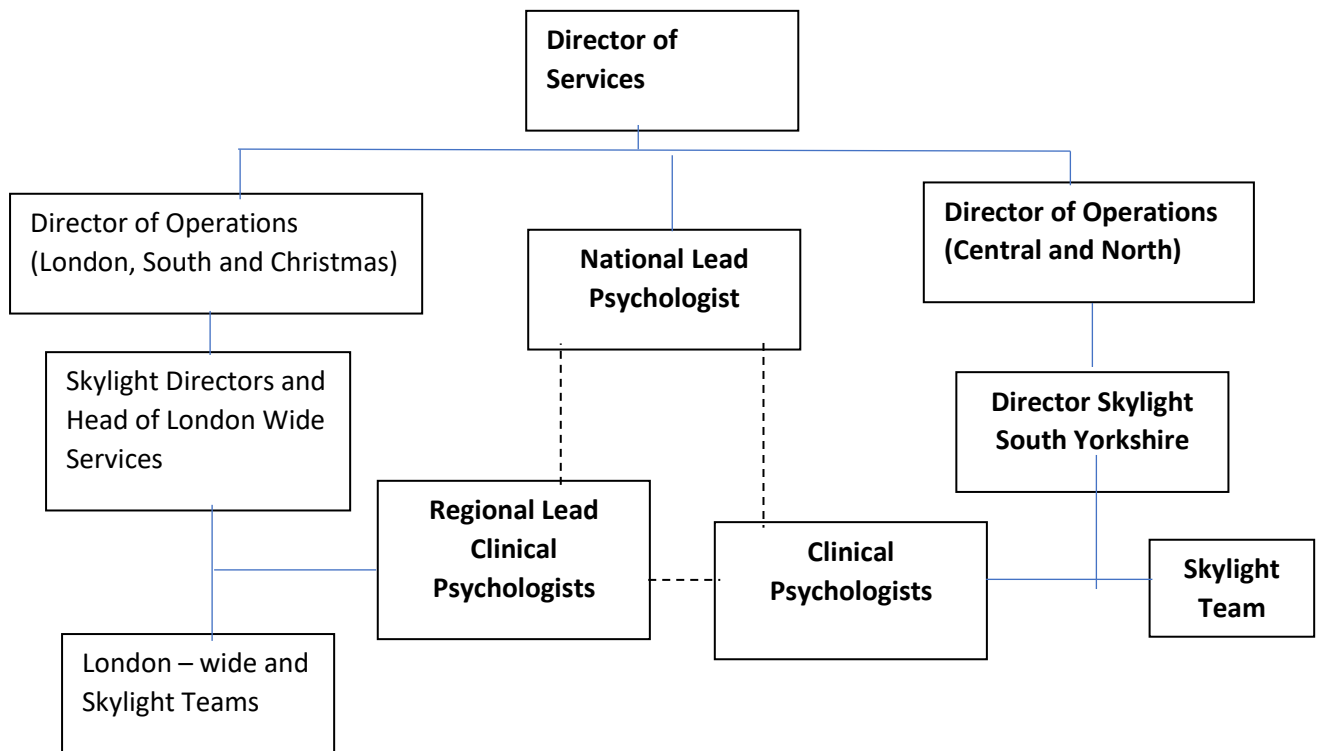 Director of
Services
Director of Operations
(London, South and Christmas)
National Lead
Psychologist
Director of Operations
(Central and North)
Skylight Directors and
Head of London Wide
Services
Director Skylight
South Yorkshire
Regional Lead
Clinical
Psychologists
Clinical
Psychologists
Skylight
Team
London – wide and
Skylight Teams